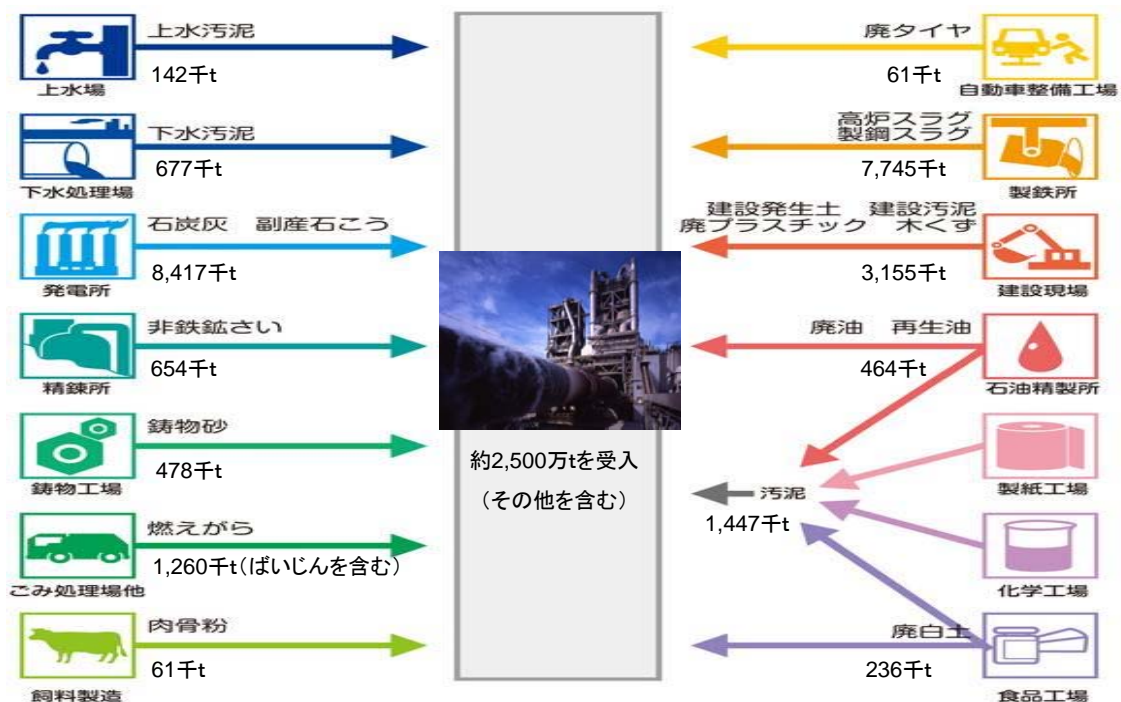 上水汚泥
142千t
上水場
下水汚泥
677千t
下水処理場
石炭灰　副産石こう
8,417千t
発電所
非鉄鉱さい
654千t
精錬所
鋳物砂
478千t
鋳物工場
燃えがら
1,260千t（ばいじんを含む）
ごみ処理場他
肉骨粉
61千t
飼料製造
約2,500万tを受入
（その他を含む）
廃タイヤ
61千t
自動車整備工場
高炉スラグ
製鋼スラグ
7,745千t
製鉄所
建設発生土　建設汚泥
廃プラスチック　木くず
3,155千t
建設現場
廃油　再生油
464千t
石油精製所
製紙工場
汚泥
1,447千t
化学工場
廃白土
236千t
食品工場